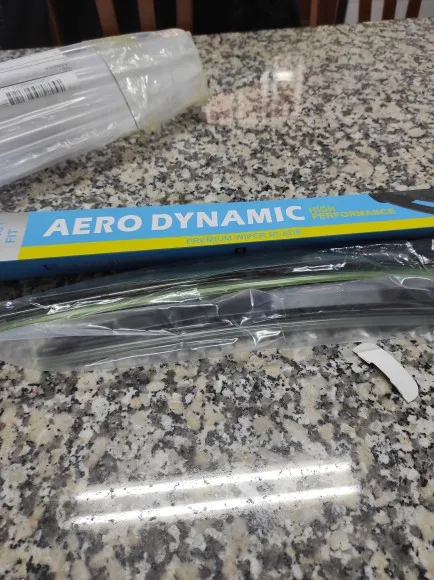 FIT
AERO DYNAMIC
HIGH
PERFORMANCE
PREMIUM WIPER BLADE